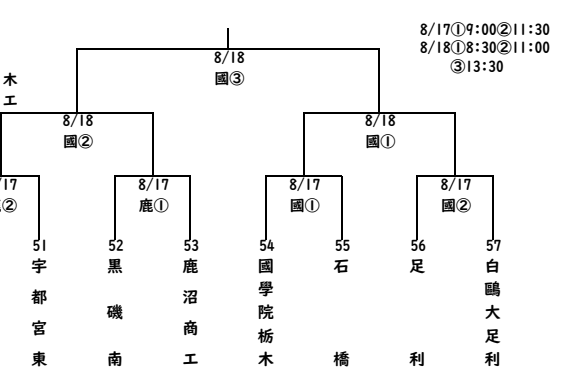 8/17①9:00②11:30
8/18①8:30②11:00
③13:30
8/18
國③
木工
8/18
國②
8/18
國①
/17
②
8/17
鹿①
8/17
國①
8/17
國②
51
宇都宮東
52
黒磯南
53
鹿沼商工
54
國學院栃木
55
石橋
56
足利
57
白鷗大足利